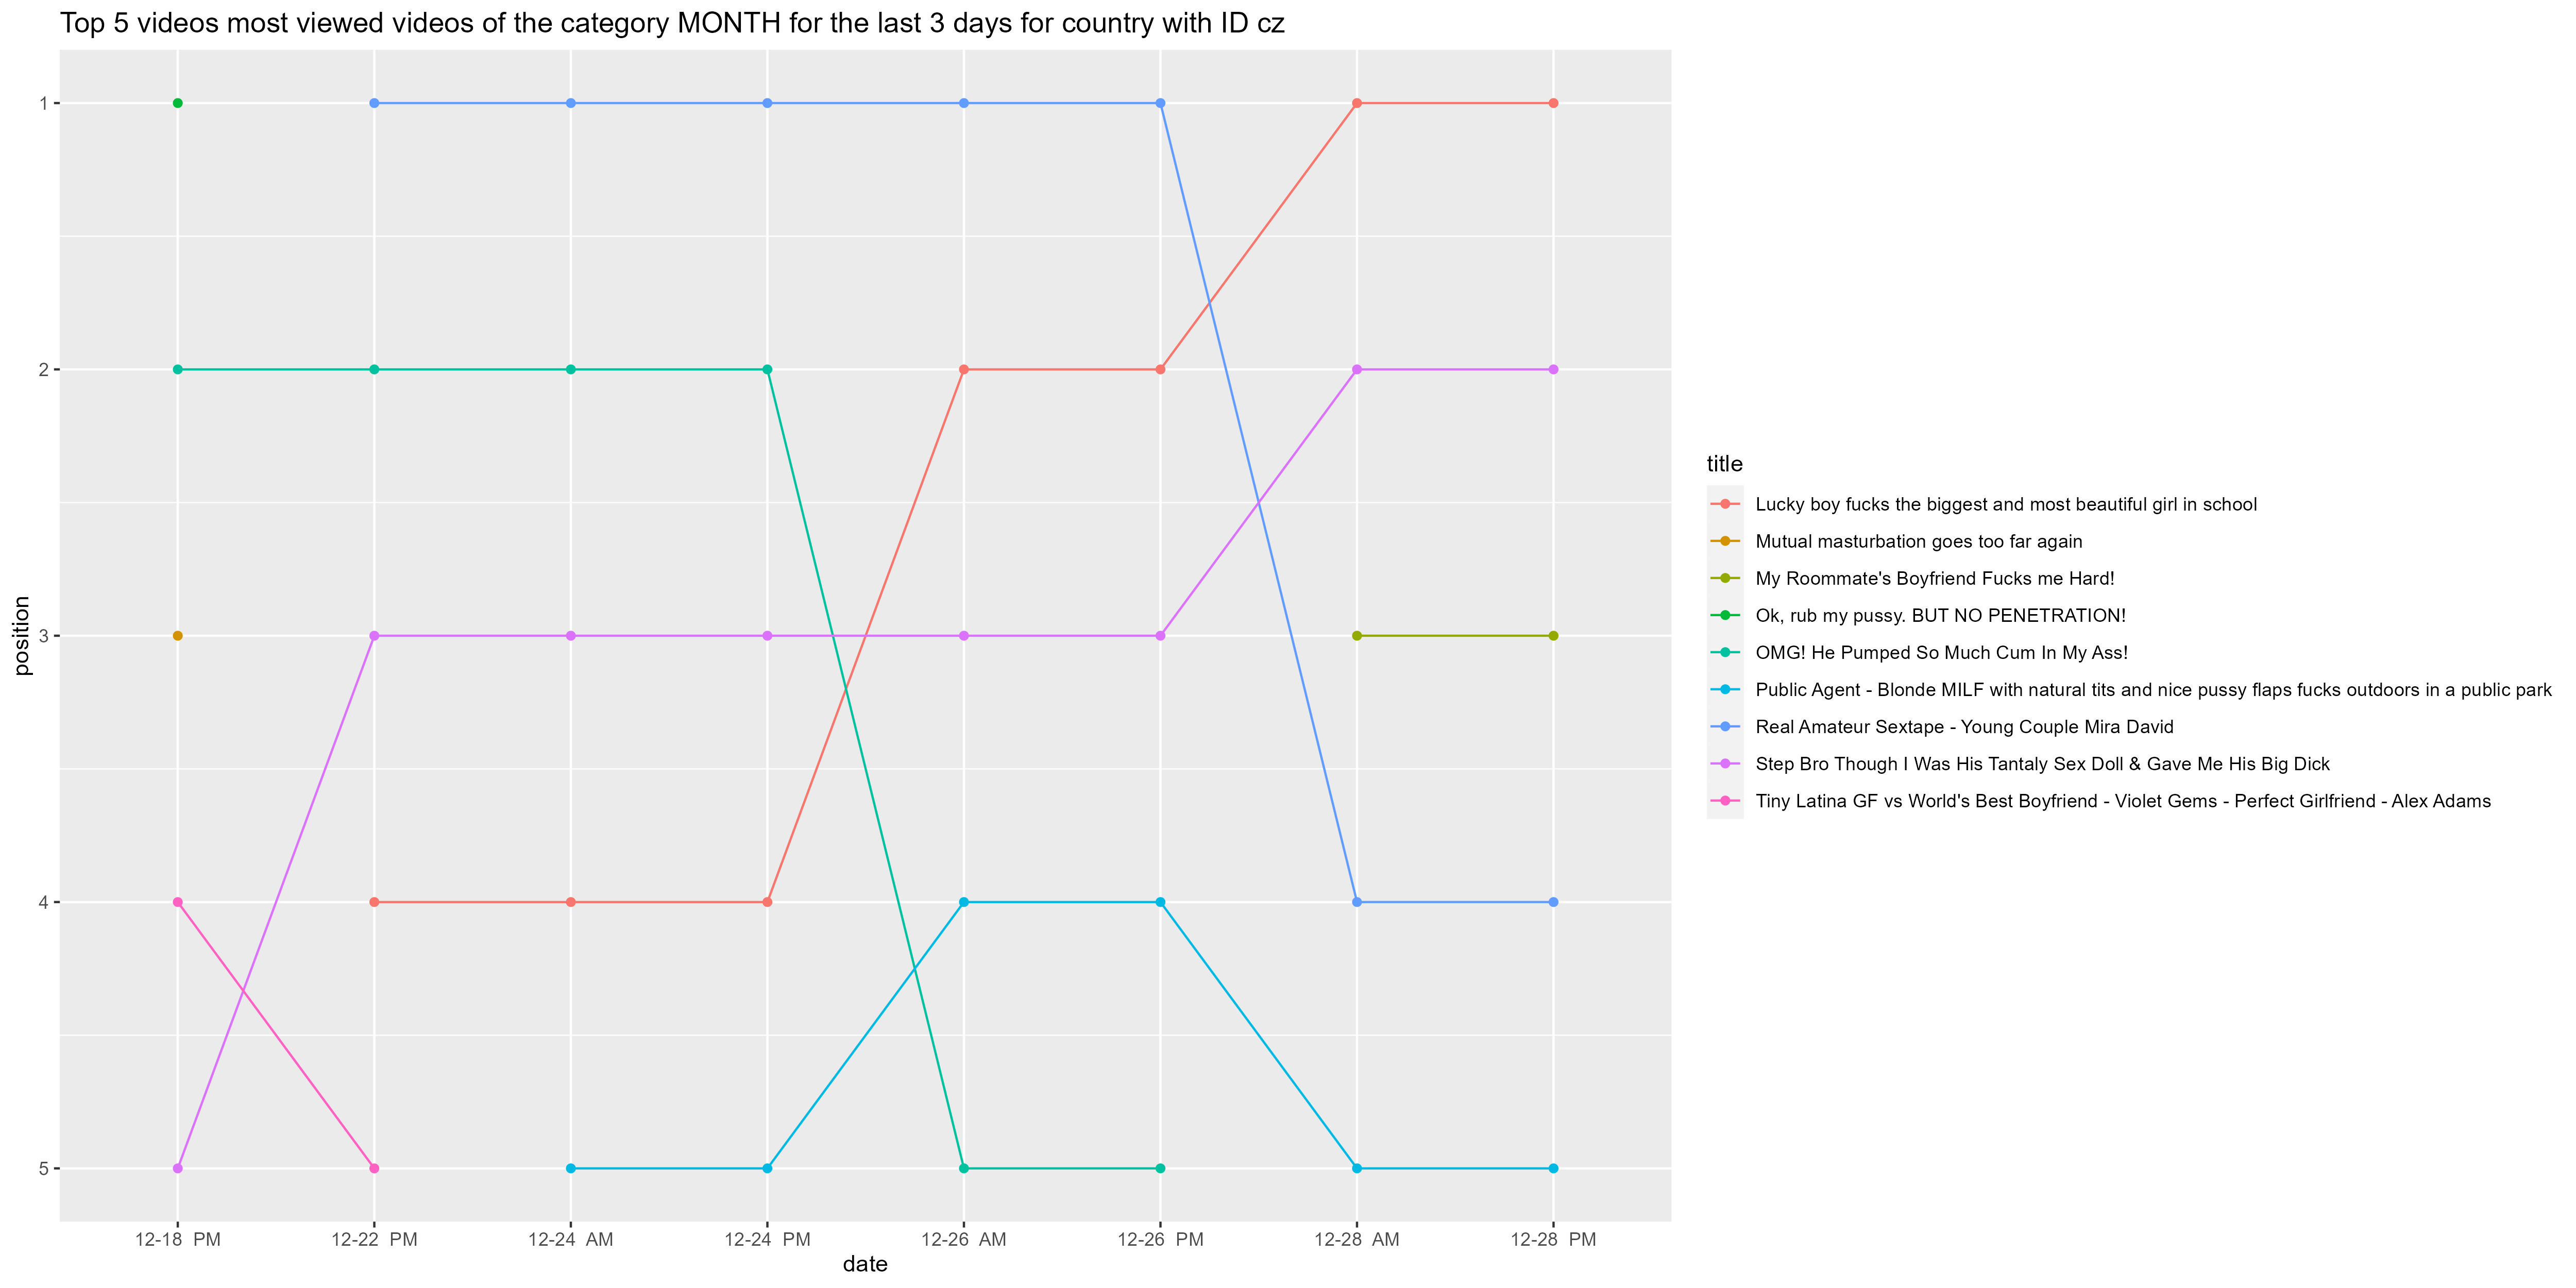 Top 5 videos most viewed videos of the category MONTH for the last 3 days for country with ID cz
1
2
3
4
5
position
12-18 PM
12-22 PM
12-24 AM
12-24 PM
12-26 AM
12-26 PM
12-28 AM
12-28 PM
date
title
Lucky boy fucks the biggest and most beautiful girl in school
Mutual masturbation goes too far again
My Roommate's Boyfriend Fucks me Hard!
Ok, rub my pussy. BUT NO PENETRATION!
OMG! He Pumped So Much Cum In My Ass!
Public Agent - Blonde MILF with natural tits and nice pussy flaps fucks outdoors in a public park
Real Amateur Sextape - Young Couple Mira David
Step Bro Though I Was His Tantaly Sex Doll & Gave Me His Big Dick
Tiny Latina GF vs World's Best Boyfriend - Violet Gems - Perfect Girlfriend - Alex Adams